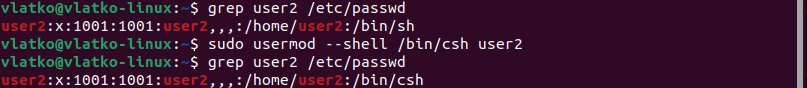 vlatko@vlatko-linux:~$ grep user2 /etc/passwd
user2:x:1001:1001:user2,,,:/home/user2:/bin/sh
vlatko@vlatko-linux:~$ sudo usermod --shell /bin/csh user2
vlatko@vlatko-linux:~$ grep user2 /etc/passwd
user2:x:1001:1001:user2,,,:/home/user2:/bin/csh